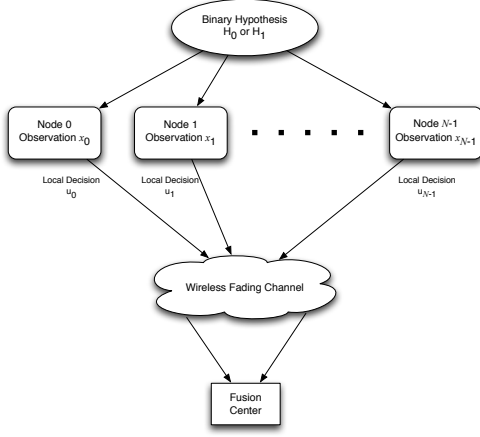 Binary Hypothesis
H0 or H1
Node 0
Observation x0
Node 1
Observation x1
Node N-1
Observation xN-1
Local Decision
u0
Local Decision
u1
Local Decision
uN-1
Wireless Fading Channel
Fusion
Center